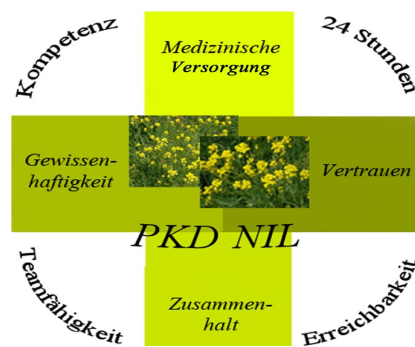 Kompetenz
24 Stunden
Medizinische
Versorgung
Gewissen-
haftigkeit
Vertrauen
PKD NIL
Teamfähigkeit
Zusammen-
halt
Erreichbarkeit